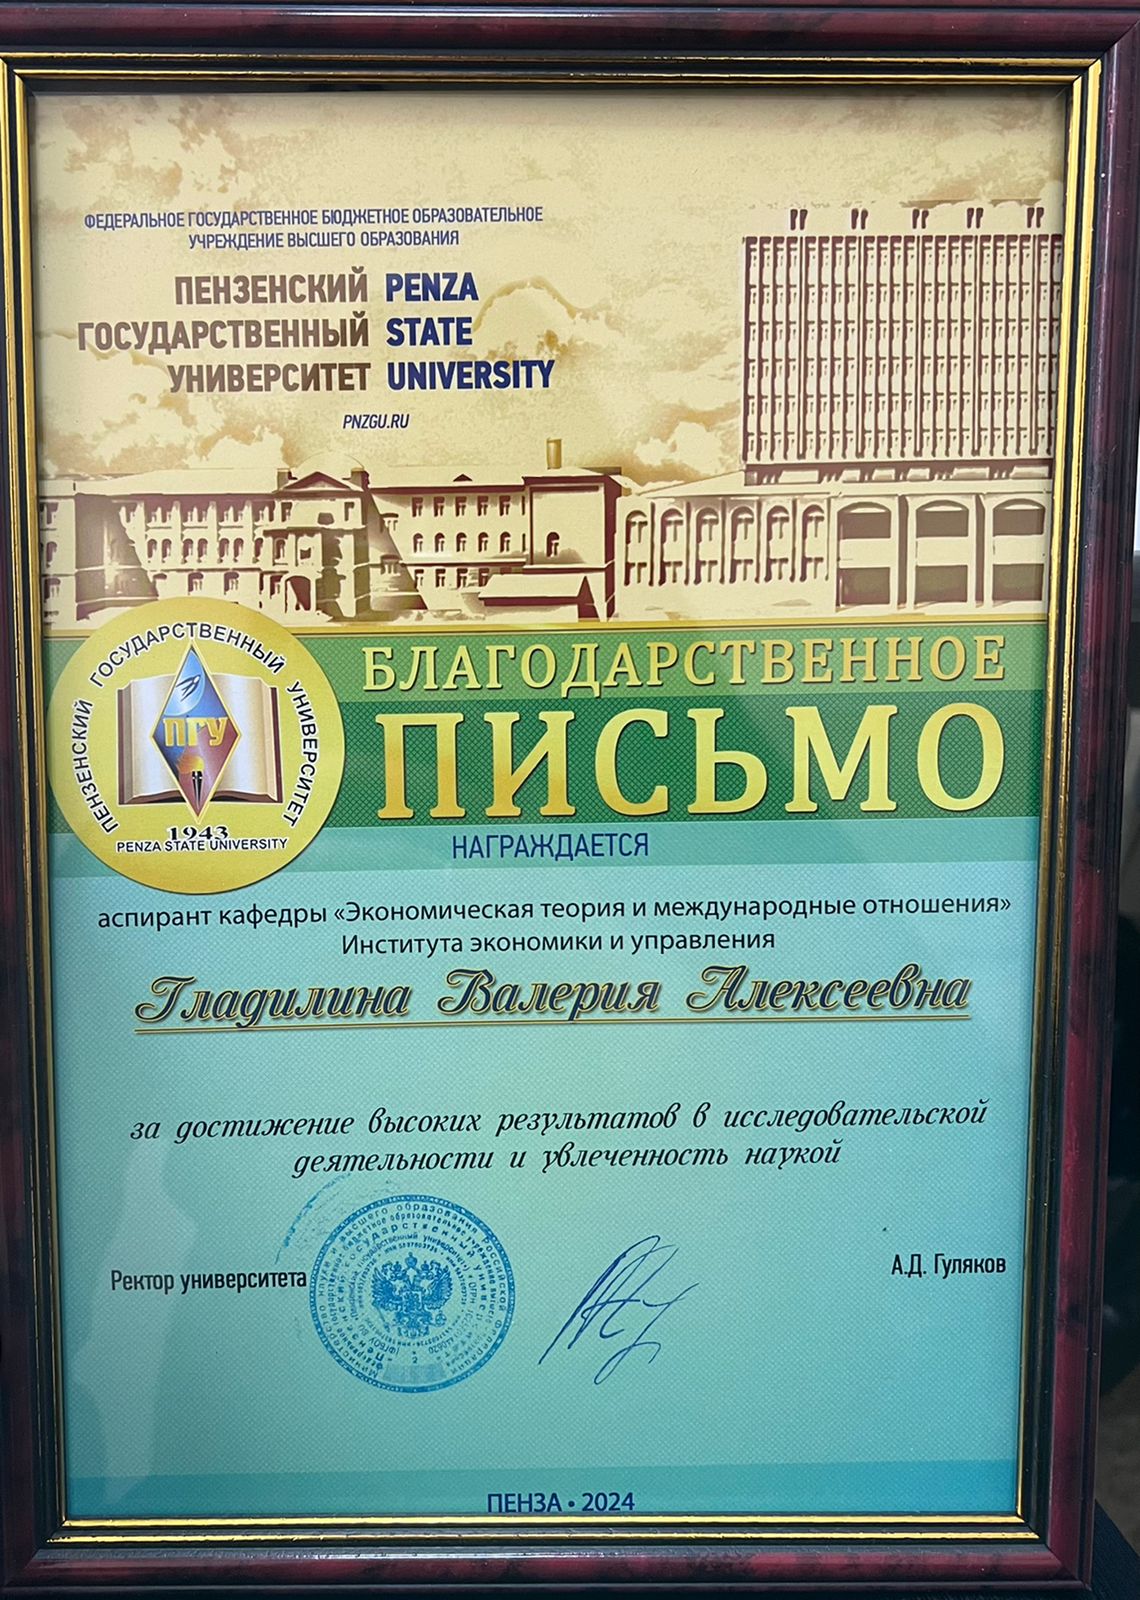 ФЕДЕРАЛЬНОЕ ГОСУДАРСТВЕННОЕ БЮДЖЕТНОЕ ОБРАЗОВАТЕЛЬНОЕ
УЧРЕЖДЕНИЕ ВЫСШЕГО ОБРАЗОВАНИЯ
ПЕНЗЕНСКИЙ PENZA
ГОСУДАРСТВЕННЫЙ STATE
УНИВЕРСИТЕТ UNIVERSITY
PNZGU.RU
ПЕНЗЕНСКИЙ ГОСУДАРСТВЕННЫЙ УНИВЕРСИТЕТ
ПГУ
1943
PENZA STATE UNIVERSITY
БЛАГОДАРСТВЕННОЕ
ПИСЬМО
НАГРАЖДАЕТСЯ
аспирант кафедры «Экономическая теория и международные отношения»
Института экономики и управления
Гладилина Валерия Алексеевна
за достижение высоких результатов в исследовательской
деятельности и увлеченность наукой
Ректор университета
А.Д. Гуляков
ПЕНЗА • 2024